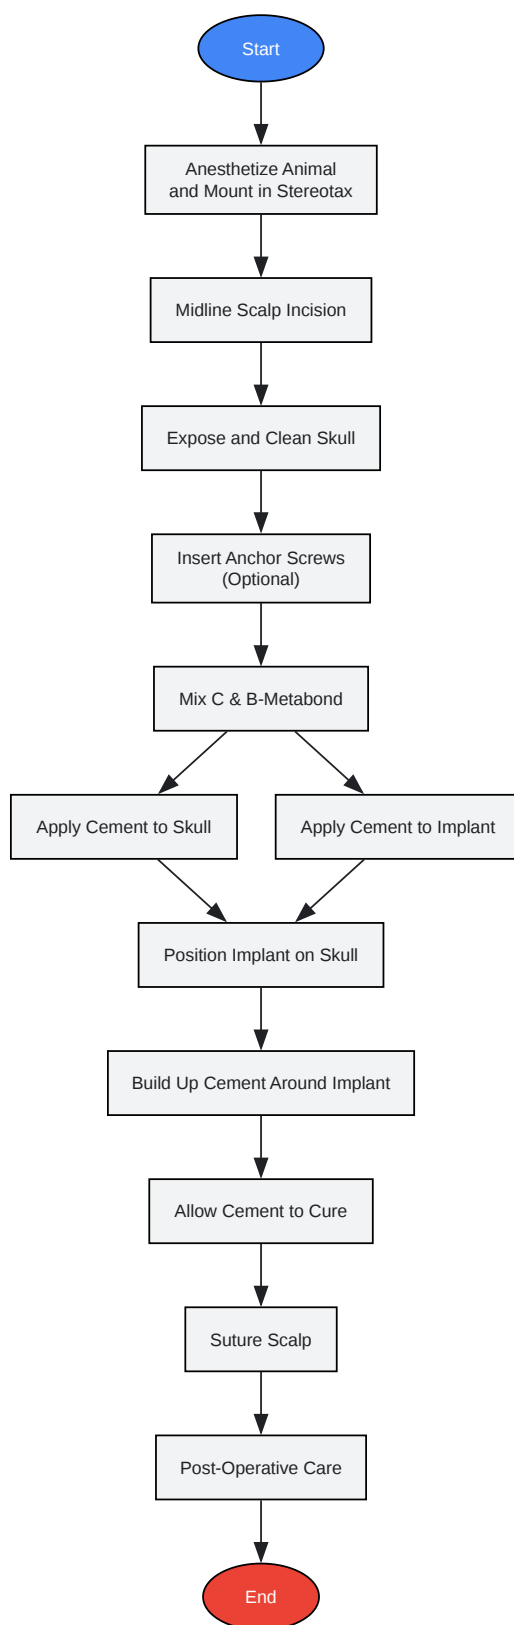 Start
Anesthetize Animal
and Mount in Stereotax
Midline Scalp Incision
Expose and Clean Skull
Insert Anchor Screws
(Optional)
Mix C & B-Metabond
Apply Cement to Skull
Apply Cement to Implant
Position Implant on Skull
Build Up Cement Around Implant
Allow Cement to Cure
Suture Scalp
Post-Operative Care
End